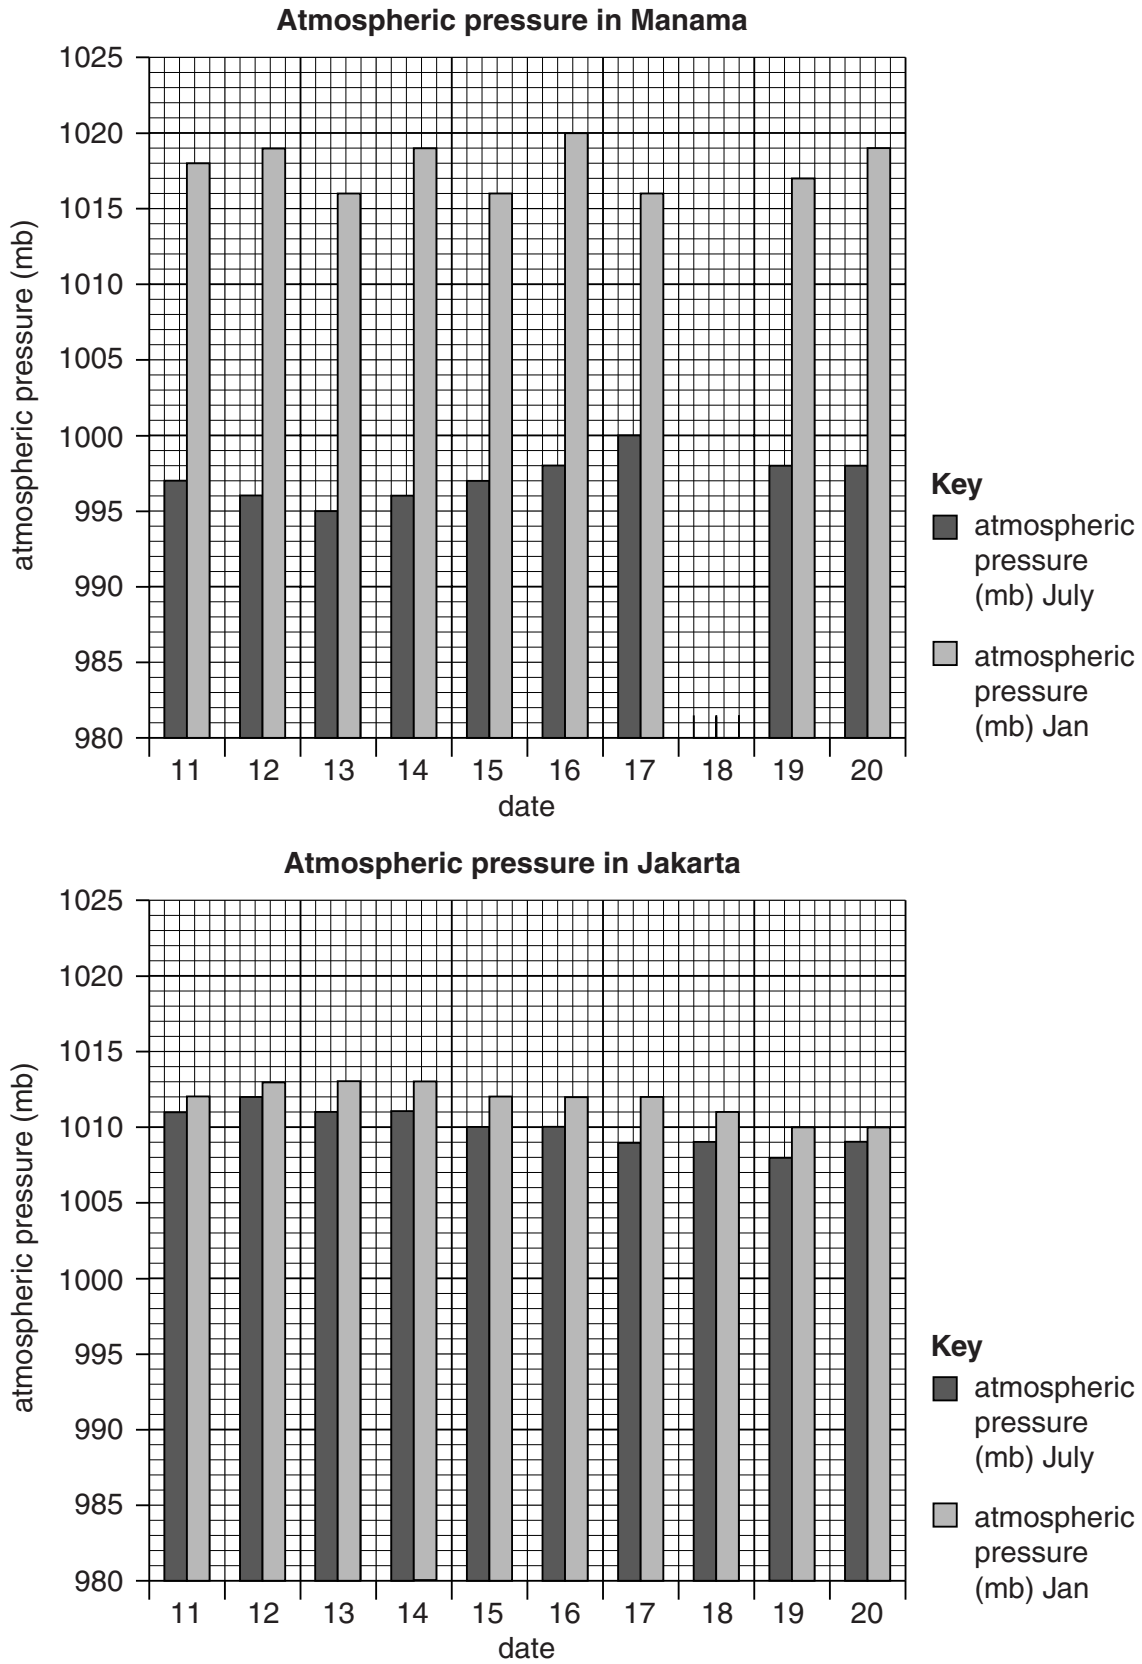 Atmospheric pressure in Manama
1025
1020
1015
1010
1005
1000
995
990
985
980
atmospheric pressure (mb)
11 12 13 14 15 16 17 18 19 20
date
Key
atmospheric
pressure
(mb) July
atmospheric
pressure
(mb) Jan
Atmospheric pressure in Jakarta
1025
1020
1015
1010
1005
1000
995
990
985
980
atmospheric pressure (mb)
11 12 13 14 15 16 17 18 19 20
date
Key
atmospheric
pressure
(mb) July
atmospheric
pressure
(mb) Jan